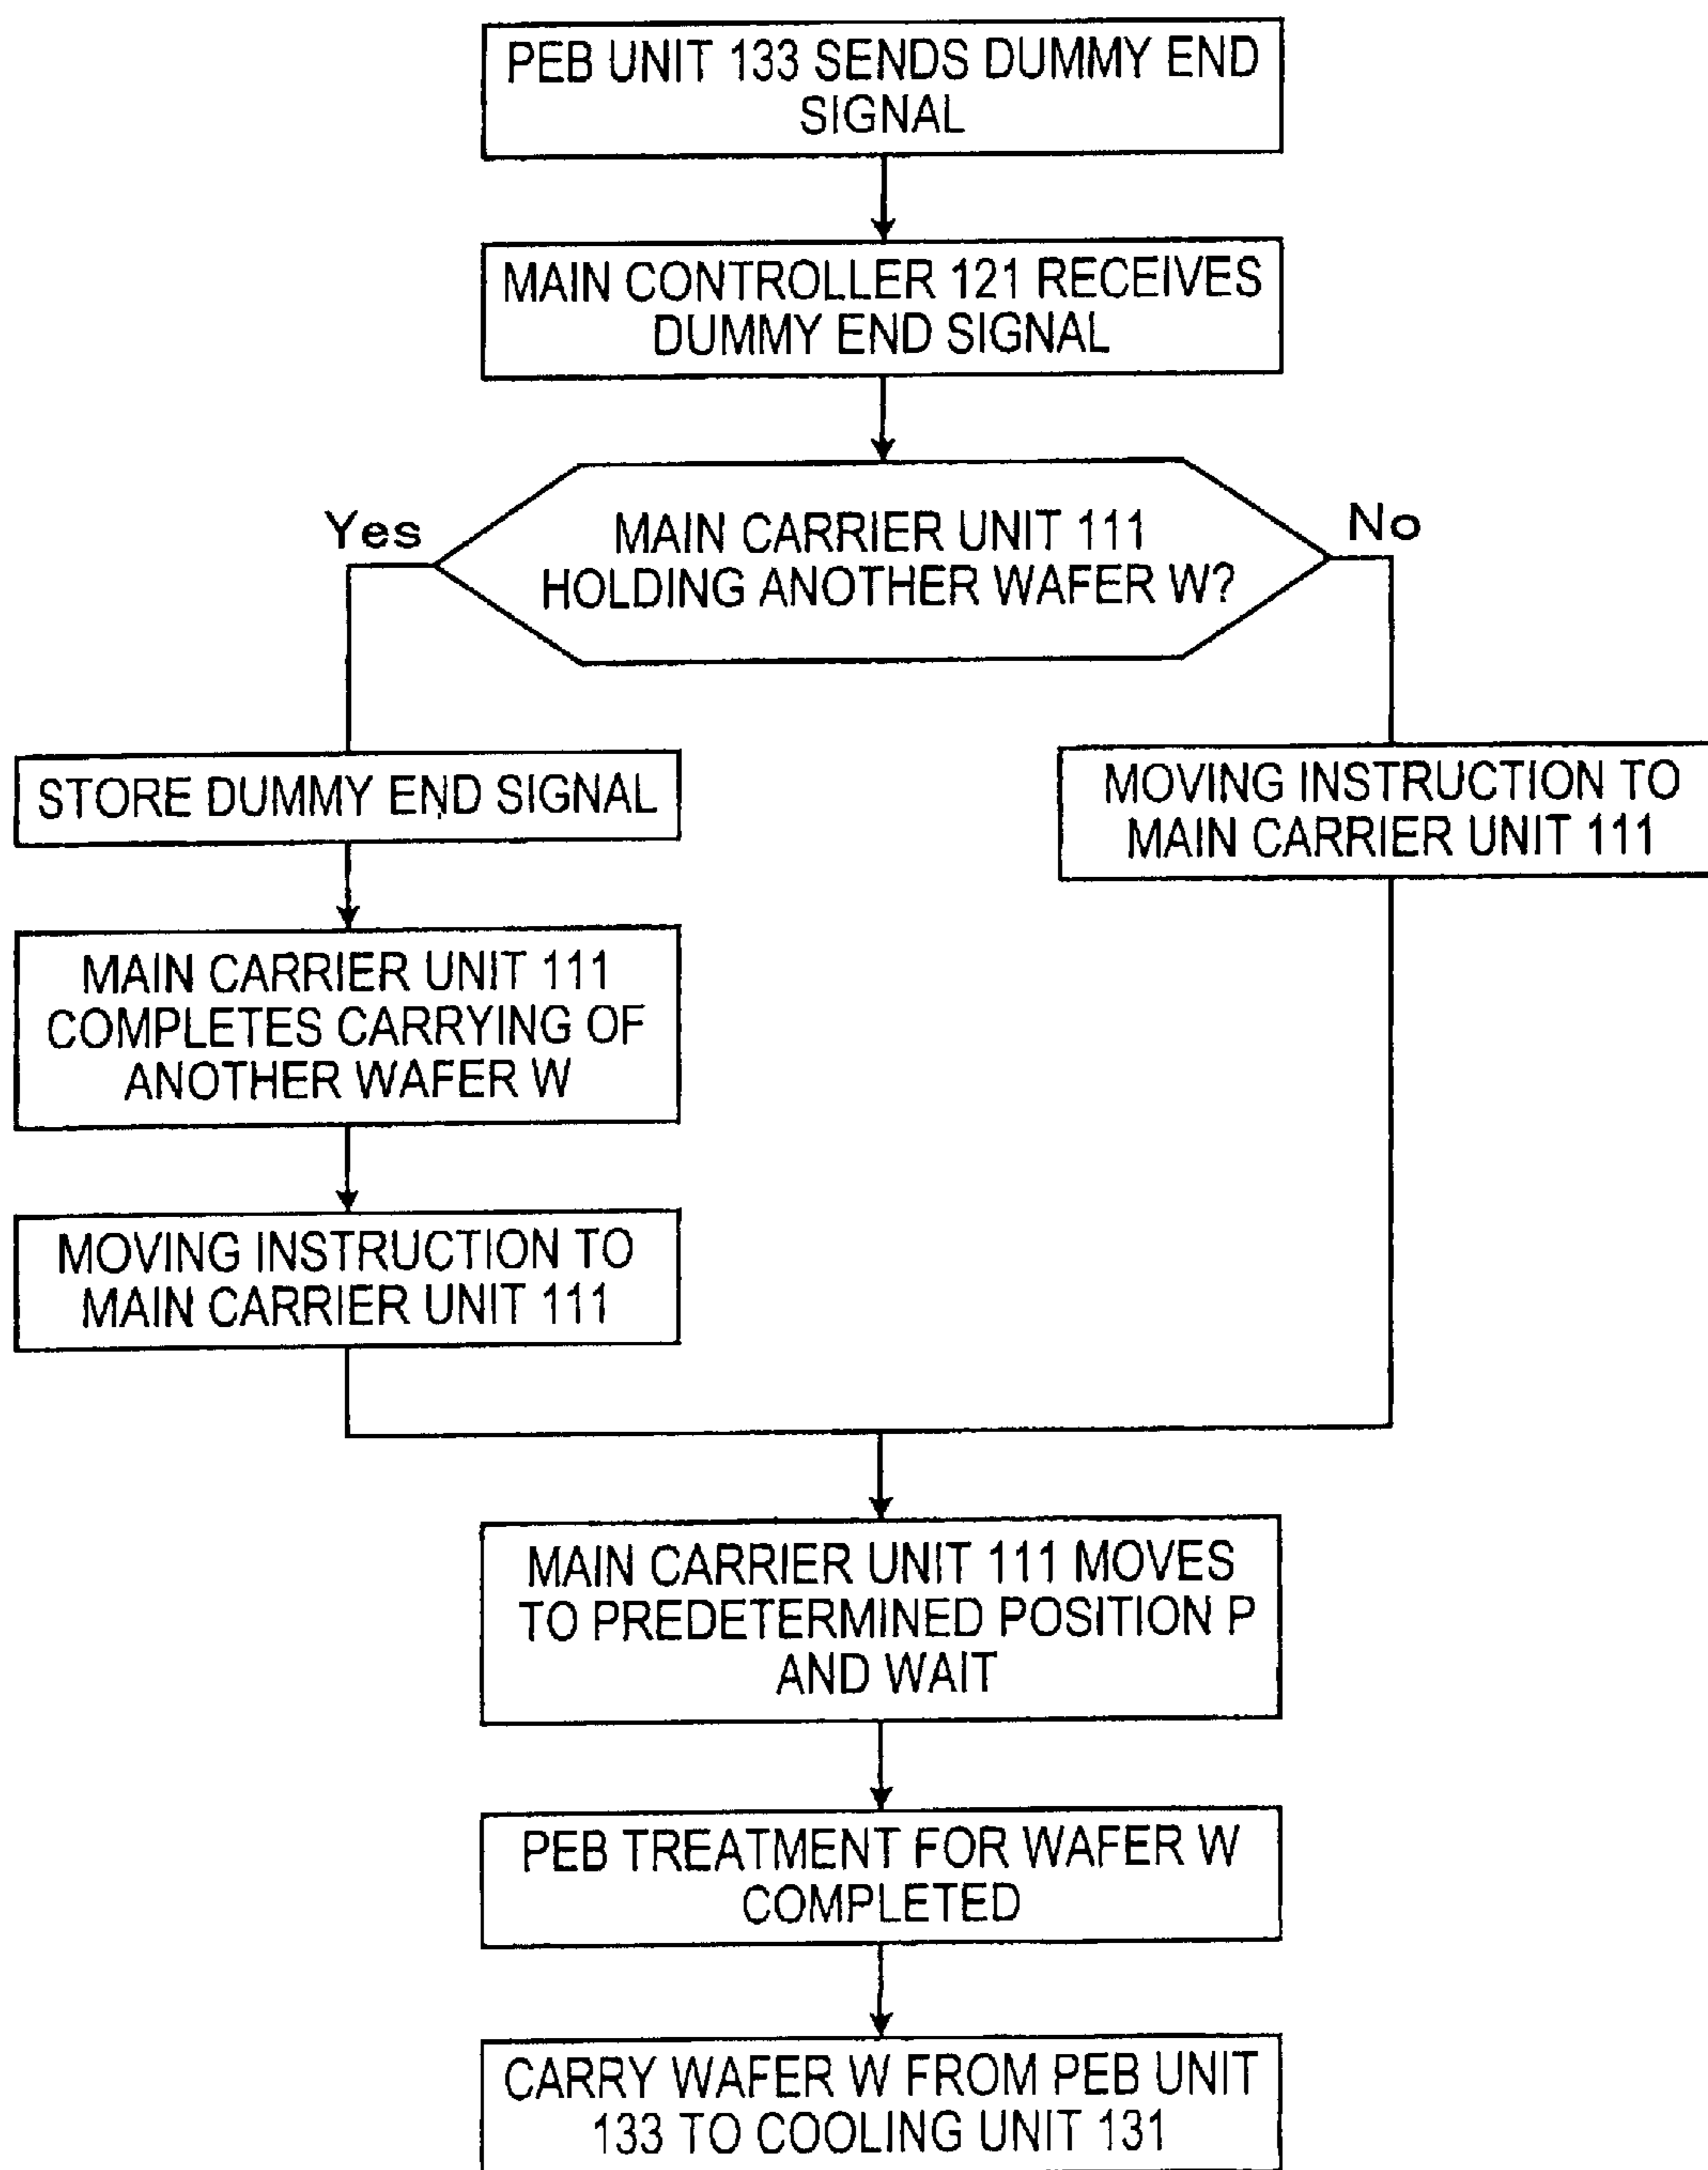 PEB UNIT 133 SENDS DUMMY END
SIGNAL
MAIN CONTROLLER 121 RECEIVES
DUMMY END SIGNAL
MAIN CARRIER UNIT 111
HOLDING ANOTHER WAFER W?
Yes
No
STORE DUMMY END SIGNAL
MAIN CARRIER UNIT 111
COMPLETES CARRYING OF
ANOTHER WAFER W
MOVING INSTRUCTION TO
MAIN CARRIER UNIT 111
MOVING INSTRUCTION TO
MAIN CARRIER UNIT 111
MAIN CARRIER UNIT 111 MOVES
TO PREDETERMINED POSITION P
AND WAIT
PEB TREATMENT FOR WAFER W
COMPLETED
CARRY WAFER W FROM PEB UNIT
133 TO COOLING UNIT 131